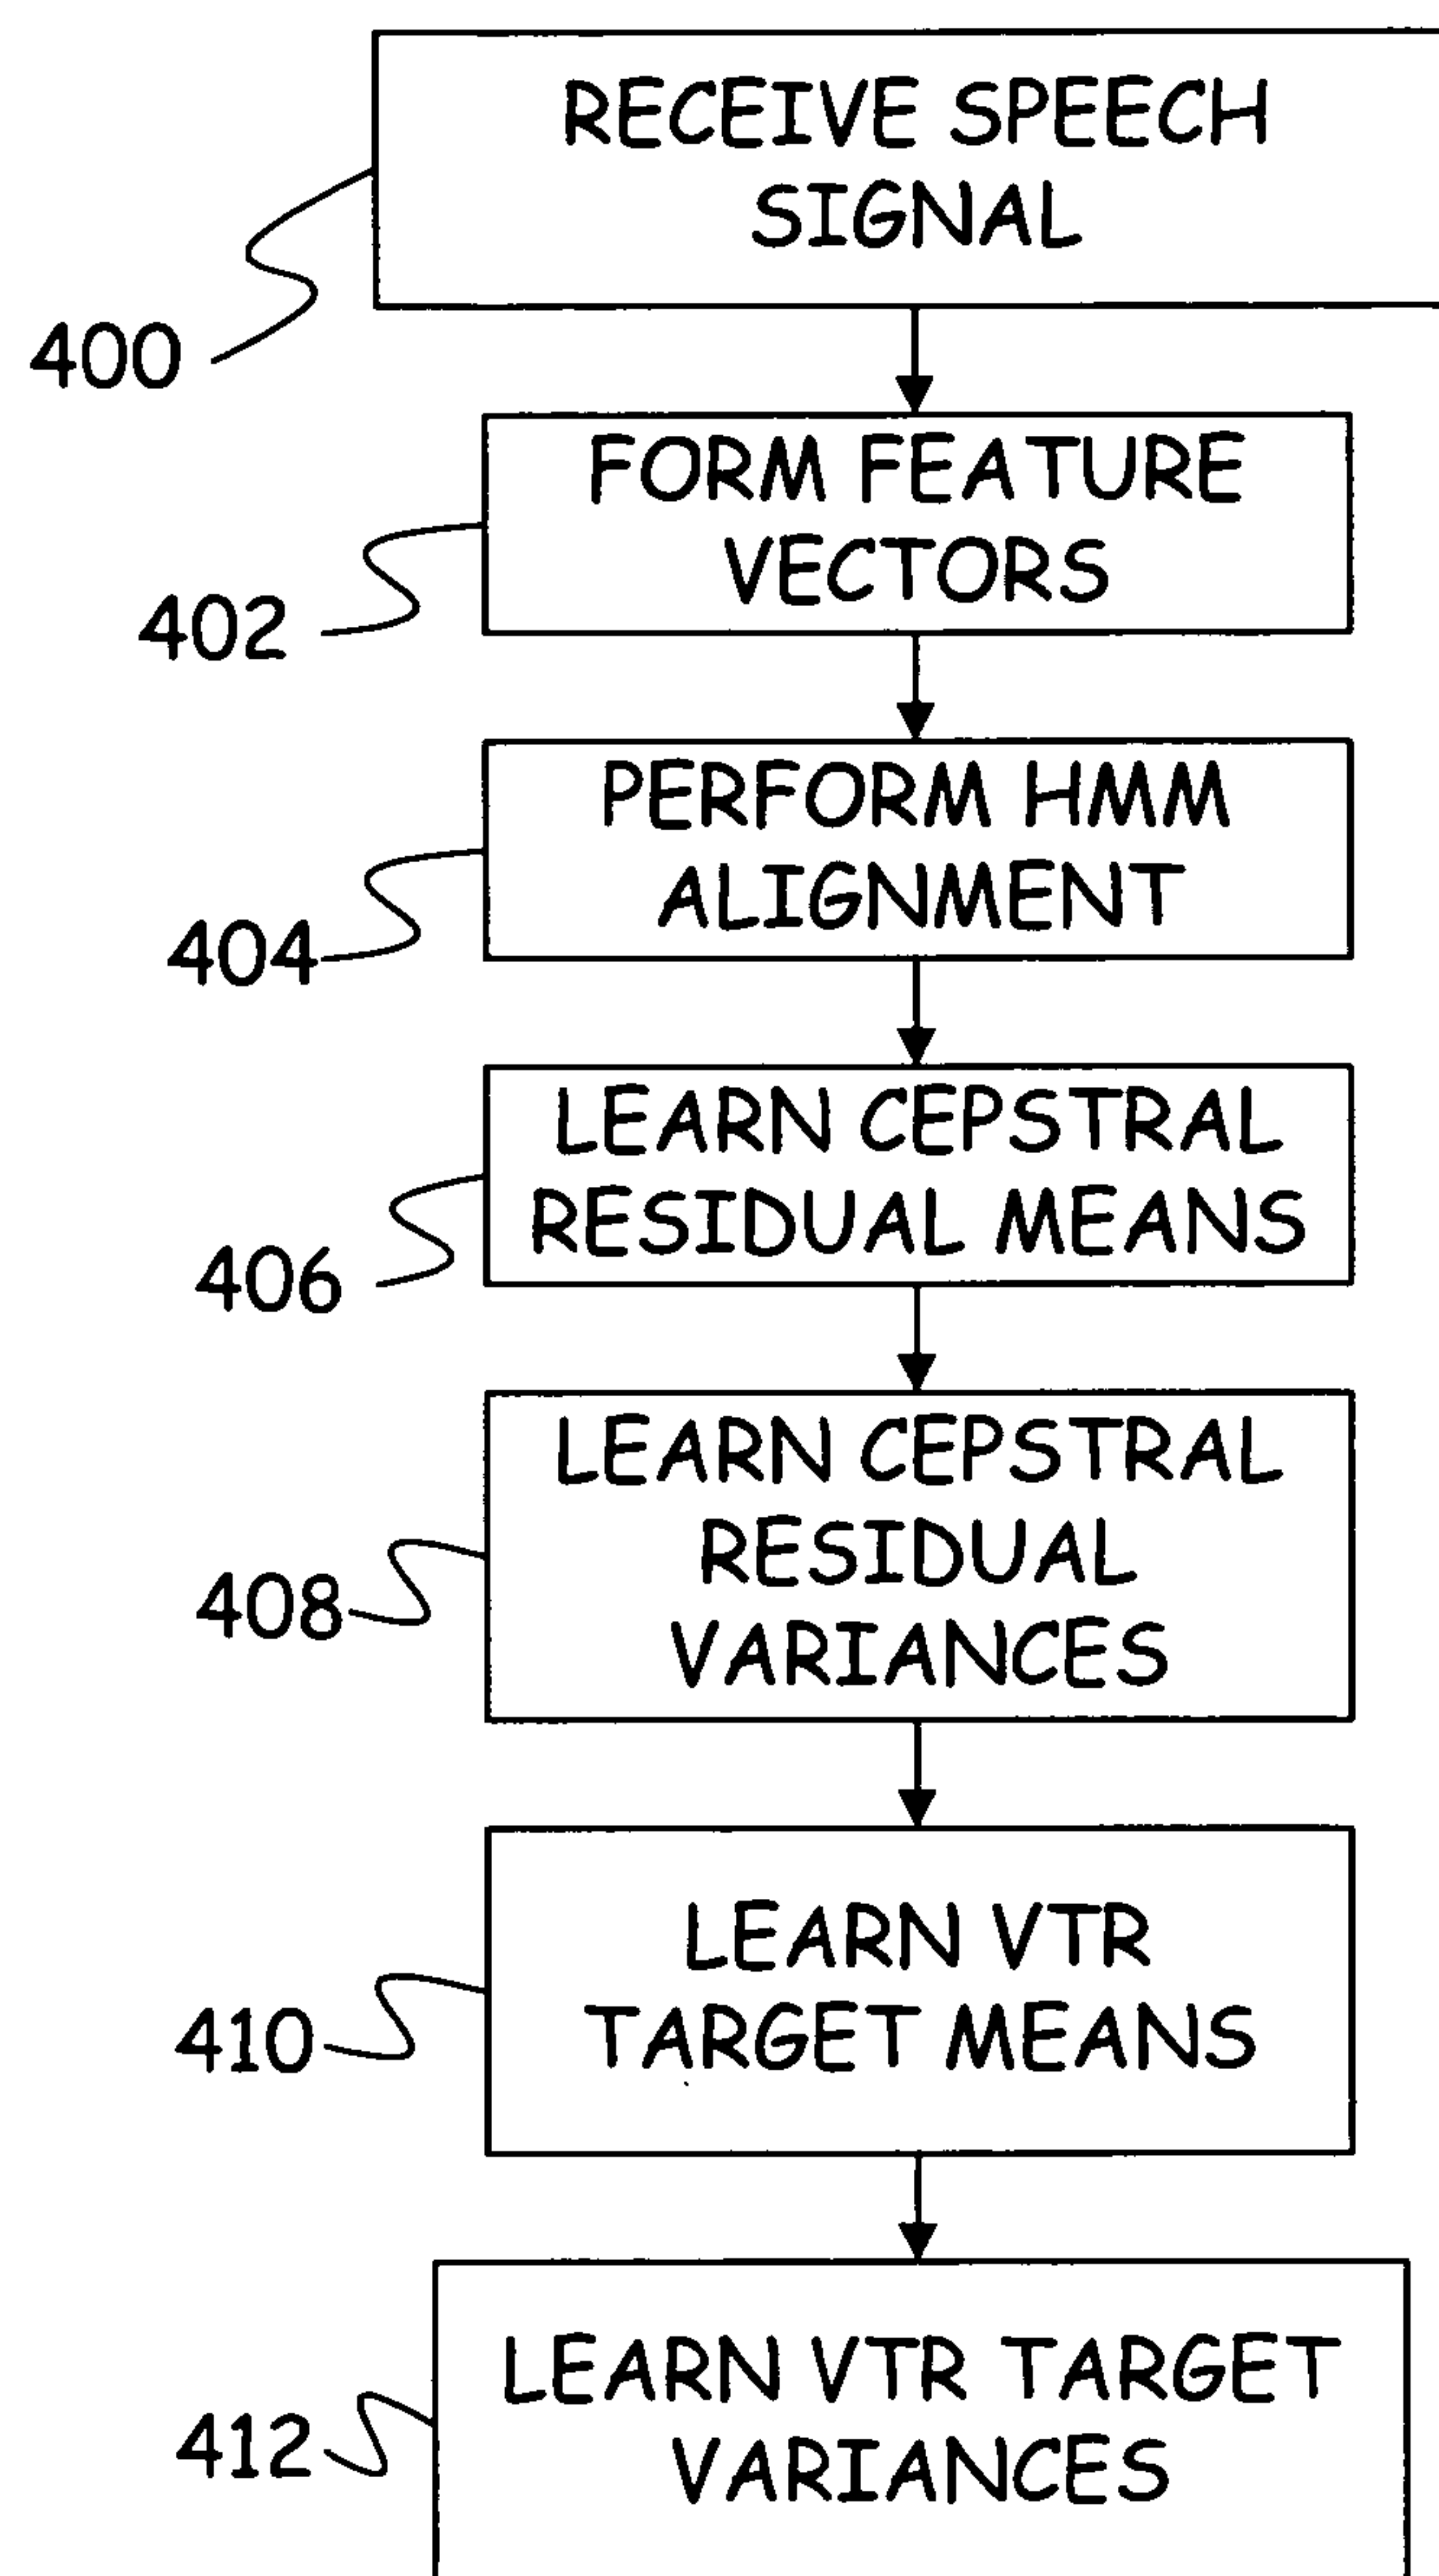 RECEIVE SPEECH
SIGNAL
400
FORM FEATURE
VECTORS
402
PERFORM HMM
ALIGNMENT
404
LEARN CEPSTRAL
RESIDUAL MEANS
406
LEARN CEPSTRAL
RESIDUAL
VARIANCES
408
LEARN VTR
TARGET MEANS
410
LEARN VTR TARGET
VARIANCES
412